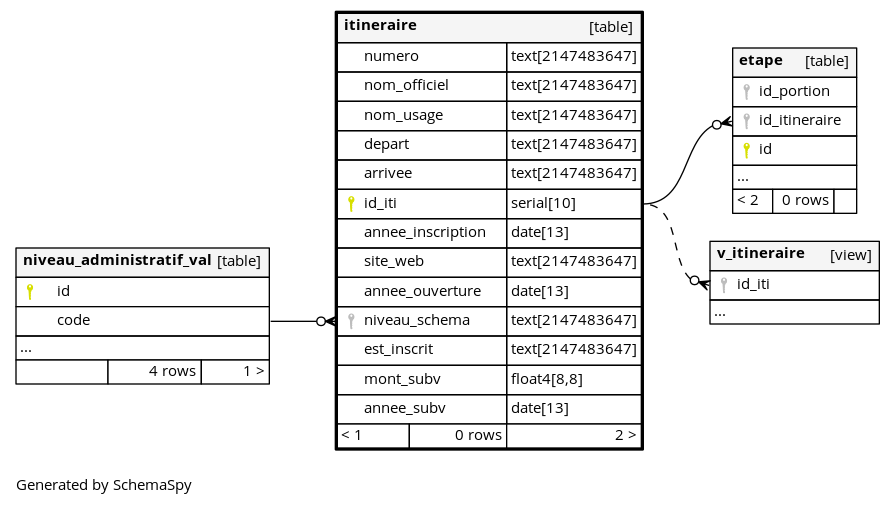 itineraire [table]
numero text[2147483647]
nom_officiel text[2147483647]
nom_usage text[2147483647]
depart text[2147483647]
arrivee text[2147483647]
id_iti serial[10]
annee_inscription date[13]
site_web text[2147483647]
annee_ouverture date[13]
niveau_schema text[2147483647]
est_inscrit text[2147483647]
mont_subv float4[8,8]
annee_subv date[13]
< 1 0 rows 2 >
etape [table]
id_portion
id_itineraire
id
...
< 2 0 rows
v_itineraire [view]
id_iti
...
niveau_administratif_val [table]
id
code
...
4 rows 1 >
Generated by SchemaSpy